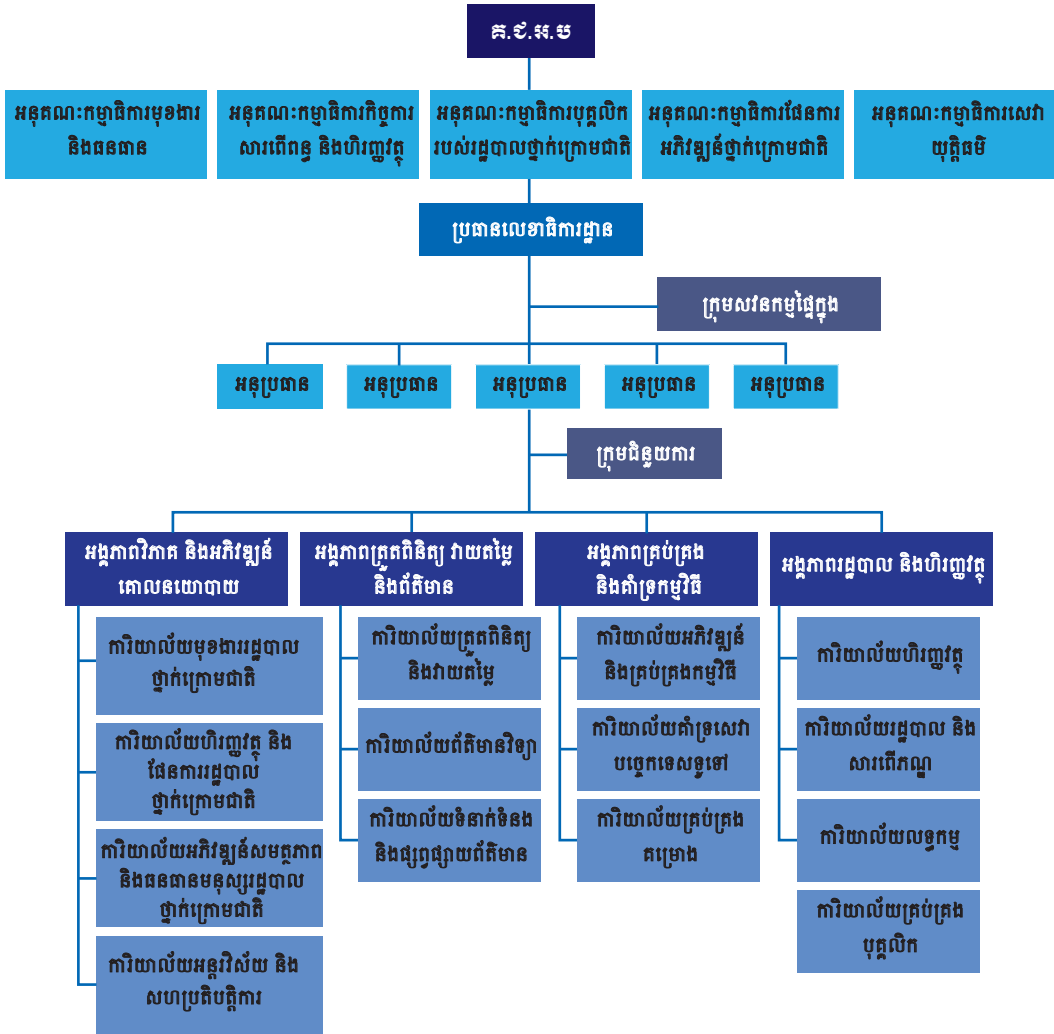 គ.ជ.អ.ប
អនុគណៈកម្មាធិការមុខងារ
និងធនធាន
អនុគណៈកម្មាធិការកិច្ចការ
សារពើពន្ធ និងហិរញ្ញវត្ថុ
អនុគណៈកម្មាធិការបុគ្គលិក
របស់រដ្ឋបាលថ្នាក់ក្រោមជាតិ
អនុគណៈកម្មាធិការផែនការ
អភិវឌ្ឍន៍ថ្នាក់ក្រោមជាតិ
អនុគណៈកម្មាធិការសេវា
យុត្តិធម៌
ប្រធានលេខាធិការដ្ឋាន
ក្រុមសវនកម្មផ្ទៃក្នុង
អនុប្រធាន
អនុប្រធាន
អនុប្រធាន
អនុប្រធាន
អនុប្រធាន
ក្រុមជំនួយការ
អង្គភាពវិភាគ និងអភិវឌ្ឍន៍
គោលនយោបាយ
ការិយាល័យមុខងាររដ្ឋបាល
ថ្នាក់ក្រោមជាតិ
ការិយាល័យហិរញ្ញវត្ថុ និង
ផែនការរដ្ឋបាល
ថ្នាក់ក្រោមជាតិ
ការិយាល័យអភិវឌ្ឍន៍សមត្ថភាព
និងធនធានមនុស្សរដ្ឋបាល
ថ្នាក់ក្រោមជាតិ
ការិយាល័យអន្តរវិស័យ និង
សហប្រតិបត្តិការ
អង្គភាពត្រួតពិនិត្យ វាយតម្លៃ
និងព័ត៌មាន
ការិយាល័យត្រួតពិនិត្យ
និងវាយតម្លៃ
ការិយាល័យព័ត៌មានវិទ្យា
ការិយាល័យទំនាក់ទំនង
និងផ្សព្វផ្សាយព័ត៌មាន
អង្គភាពគ្រប់គ្រង
និងគាំទ្រកម្មវិធី
ការិយាល័យអភិវឌ្ឍន៍
និងគ្រប់គ្រងកម្មវិធី
ការិយាល័យគាំទ្រសេវា
បច្ចេកទេសទូទៅ
ការិយាល័យគ្រប់គ្រង
គម្រោង
អង្គភាពរដ្ឋបាល និងហិរញ្ញវត្ថុ
ការិយាល័យហិរញ្ញវត្ថុ
ការិយាល័យរដ្ឋបាល និង
សារពើភណ្ឌ
ការិយាល័យលទ្ធកម្ម
ការិយាល័យគ្រប់គ្រង
បុគ្គលិក